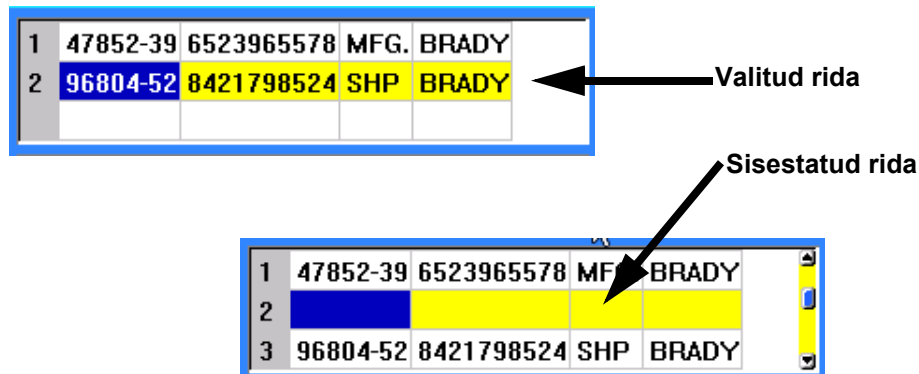 1 47852-39 6523965578 MFG. BRADY
2 96804-52 8421798524 SHP BRADY
Valitud rida
Sisestatud rida
1 47852-39 6523965578 MFG BRADY
2
3 96804-52 8421798524 SHP BRADY